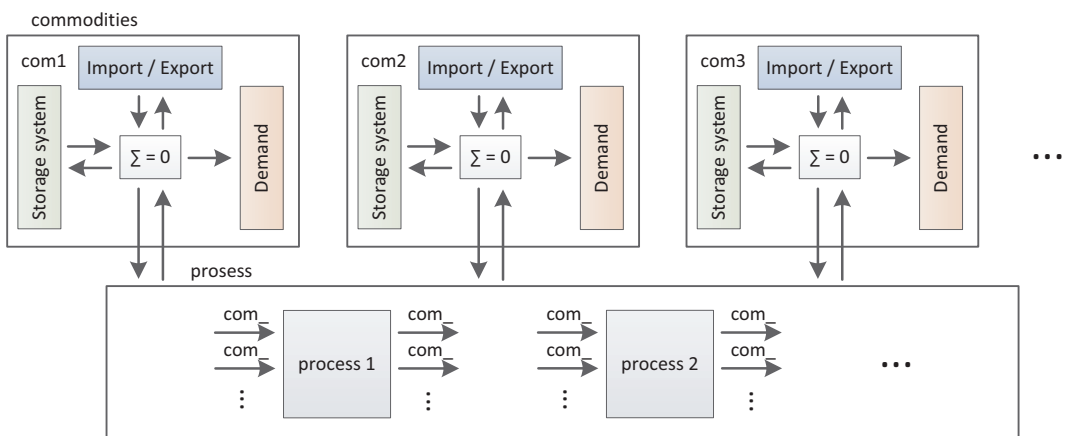 commodities
com1
Import / Export
Storage system
∑ = 0
Demand
com2
Import / Export
Storage system
∑ = 0
Demand
com3
Import / Export
Storage system
∑ = 0
Demand
...
prosess
com_
com_
...
process 1
com_
com_
...
com_
com_
...
process 2
com_
com_
...
...